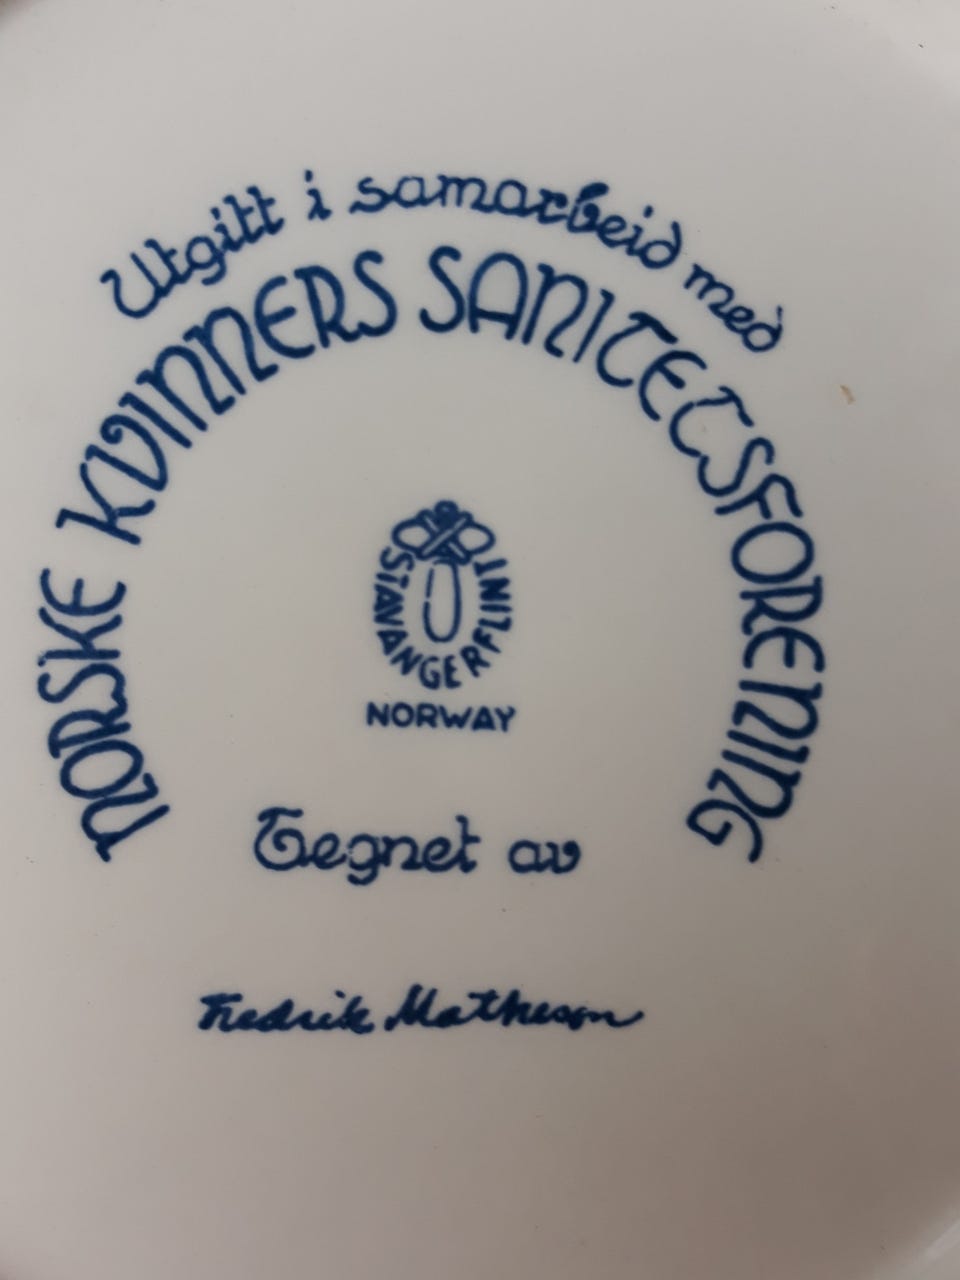 Utgitt i samarbeid med
NORSKE KVINNERS SANITETSFORENING
STAVANGERFLINT
NORWAY
Tegnet av
Fredrik Matheson